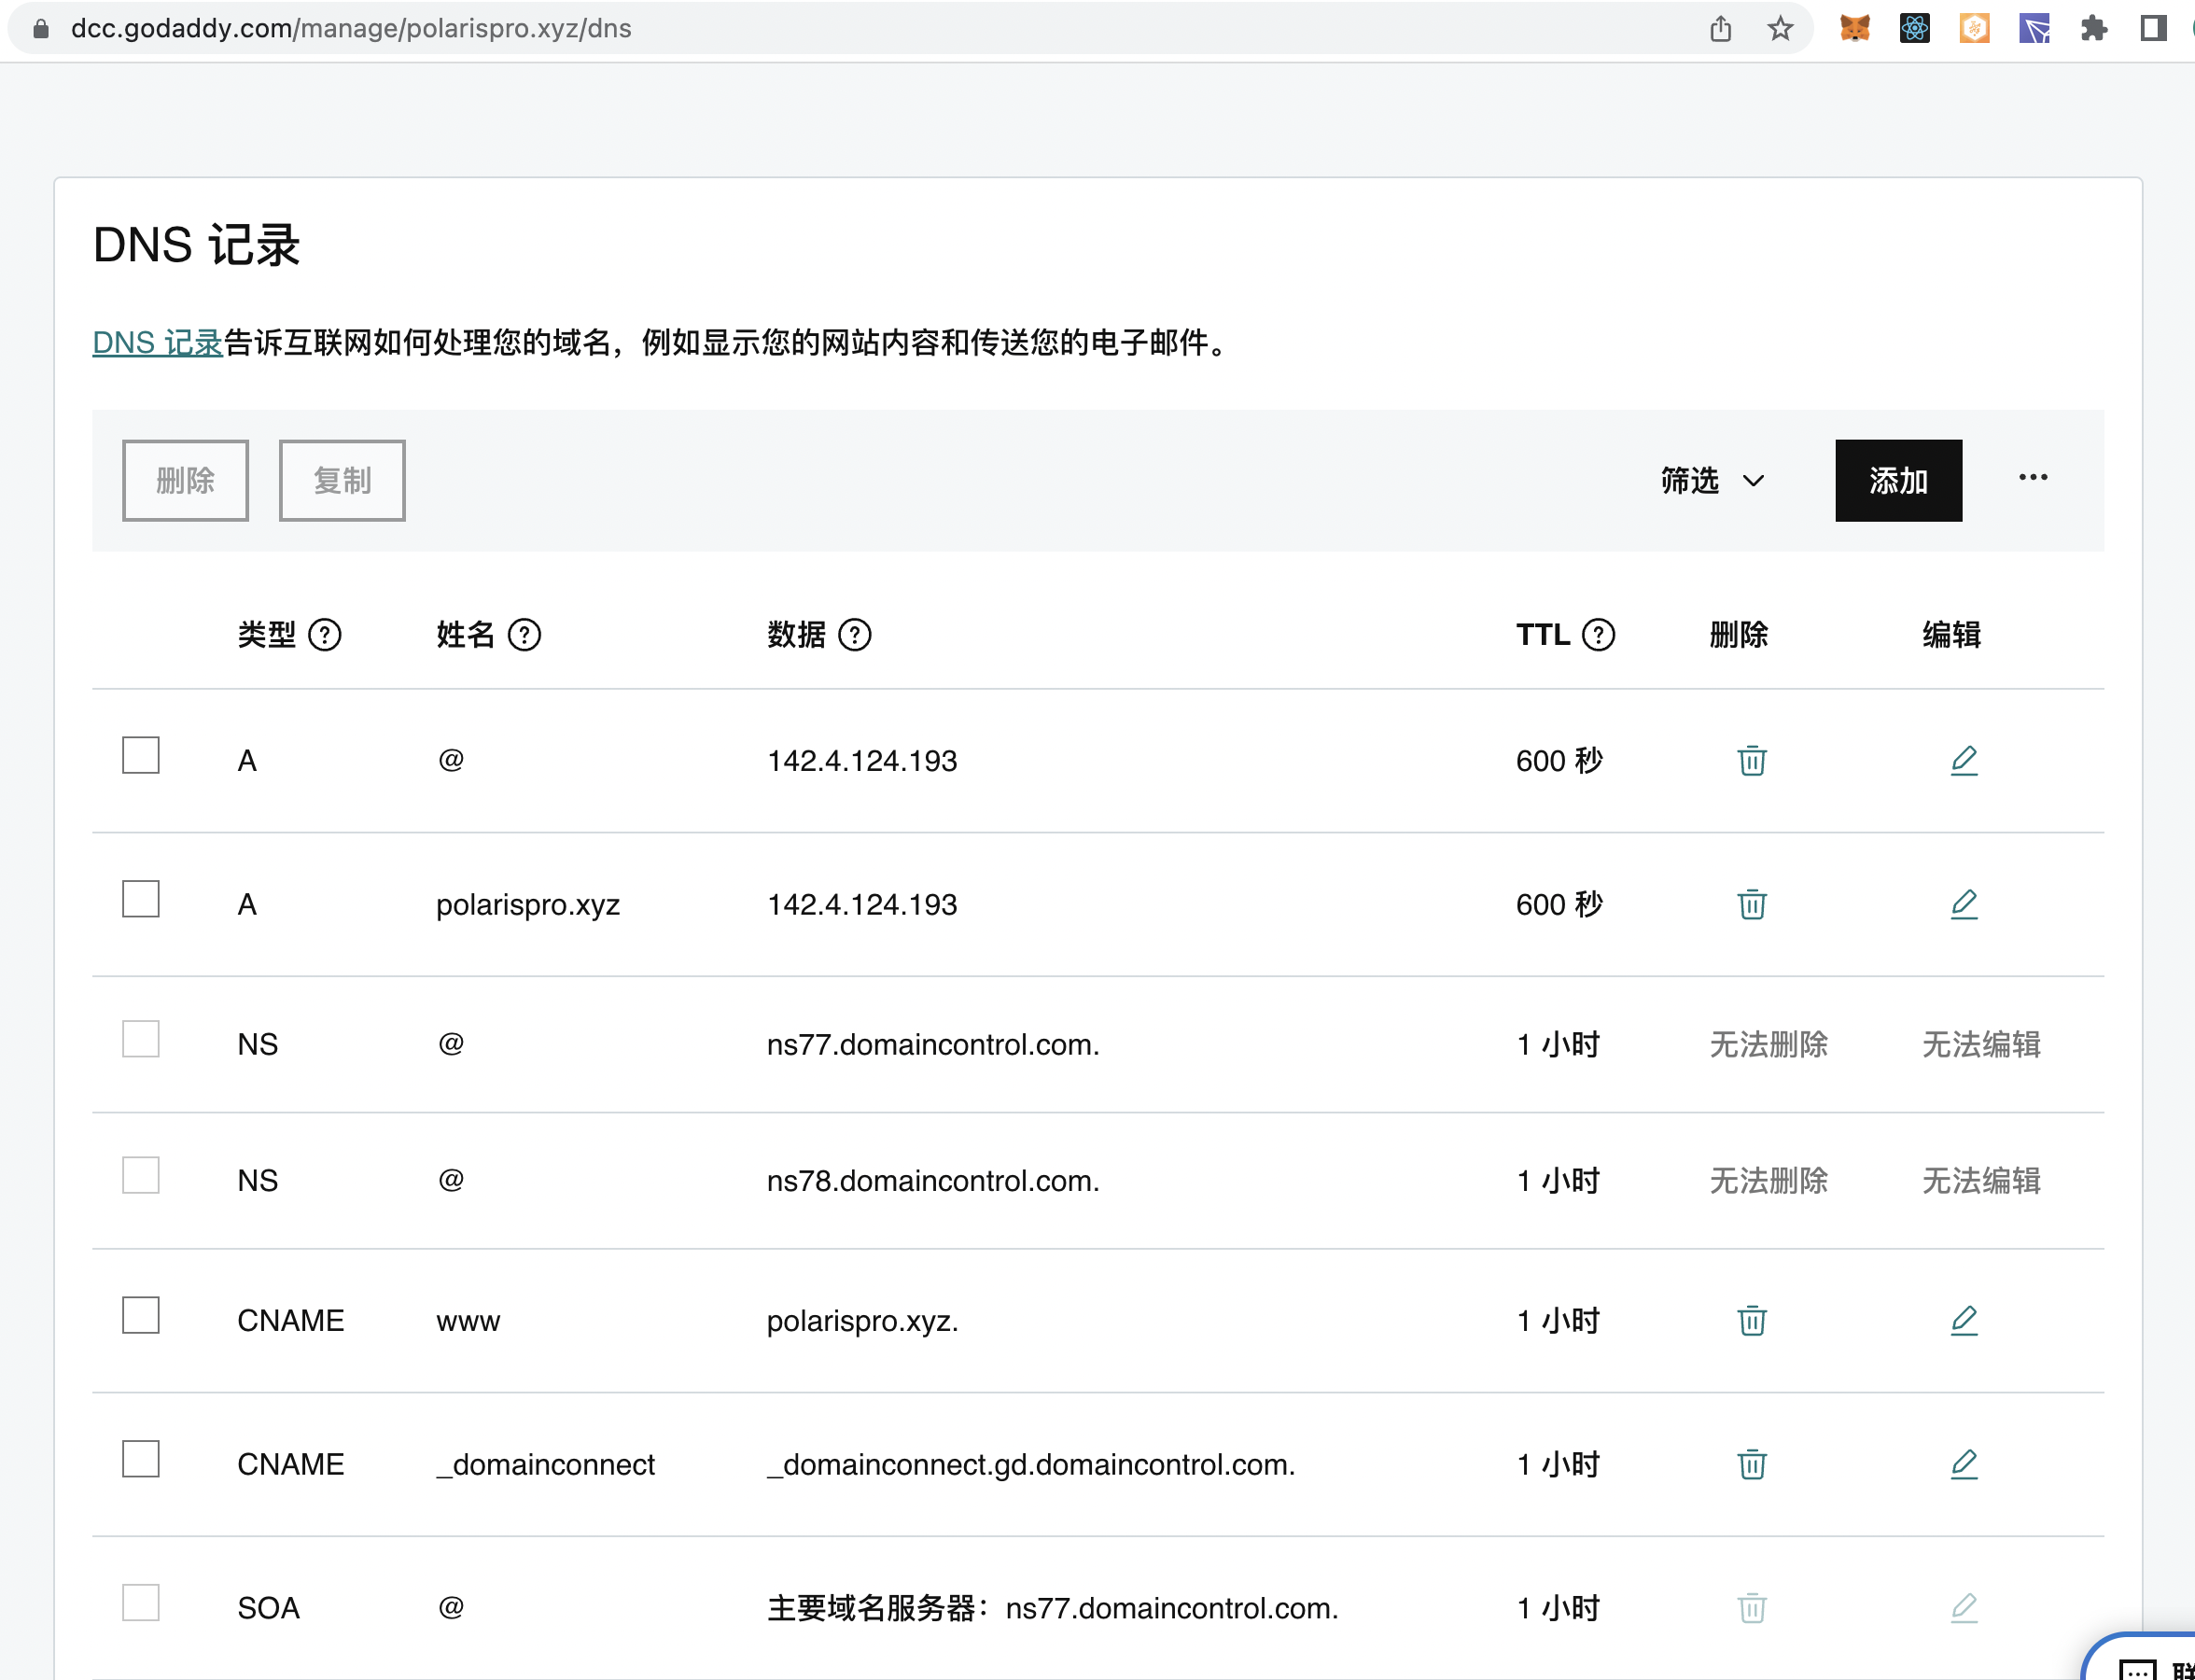 dcc.godaddy.com/manage/polarispro.xyz/dns
DNS 记录
DNS 记录告诉互联网如何处理您的域名，例如显示您的网站内容和传送您的电子邮件。
删除 复制 筛选 添加 ···
类型 ? 姓名 ? 数据 ? TTL ? 删除 编辑
A @ 142.4.124.193 600 秒
A polarispro.xyz 142.4.124.193 600 秒
NS @ ns77.domaincontrol.com. 1 小时 无法删除 无法编辑
NS @ ns78.domaincontrol.com. 1 小时 无法删除 无法编辑
CNAME www polarispro.xyz. 1 小时
CNAME _domainconnect _domainconnect.gd.domaincontrol.com. 1 小时
SOA @ 主要域名服务器：ns77.domaincontrol.com. 1 小时